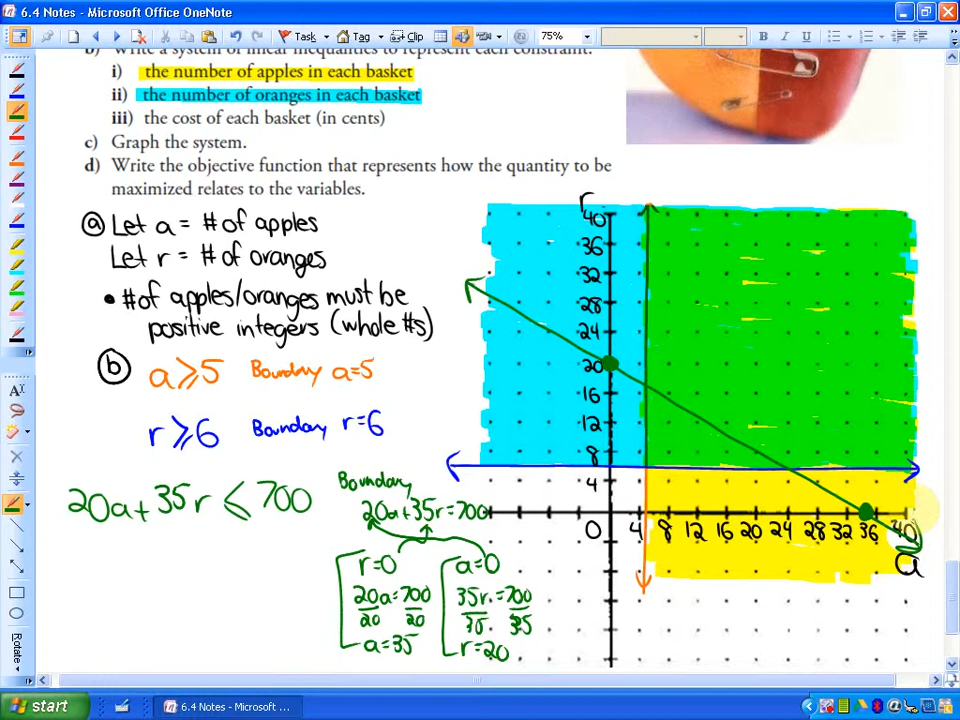 6.4 Notes - Microsoft Office OneNote
Task
Tag
Clip
75%
B I
b) Write a system of linear inequalities to represent each constraint.
i) the number of apples in each basket
ii) the number of oranges in each basket
iii) the cost of each basket (in cents)
c) Graph the system.
d) Write the objective function that represents how the quantity to be
maximized relates to the variables.
ⓐ Let a = # of apples
Let r = # of oranges
• # of apples/oranges must be
positive integers (whole #s)
ⓑ a ≥ 5 Boundary a=5
r ≥ 6 Boundary r=6
20a + 35r ≤ 700
Boundary
20a+35r=700
r=0
20a=700
20 20
a=35
a=0
35r=700
35 35
r=20
r
40
36
32
28
24
20
16
12
8
4
0 4 8 12 16 20 24 28 32 36 40
a
Rotate
start
6.4 Notes - Microsoft ...